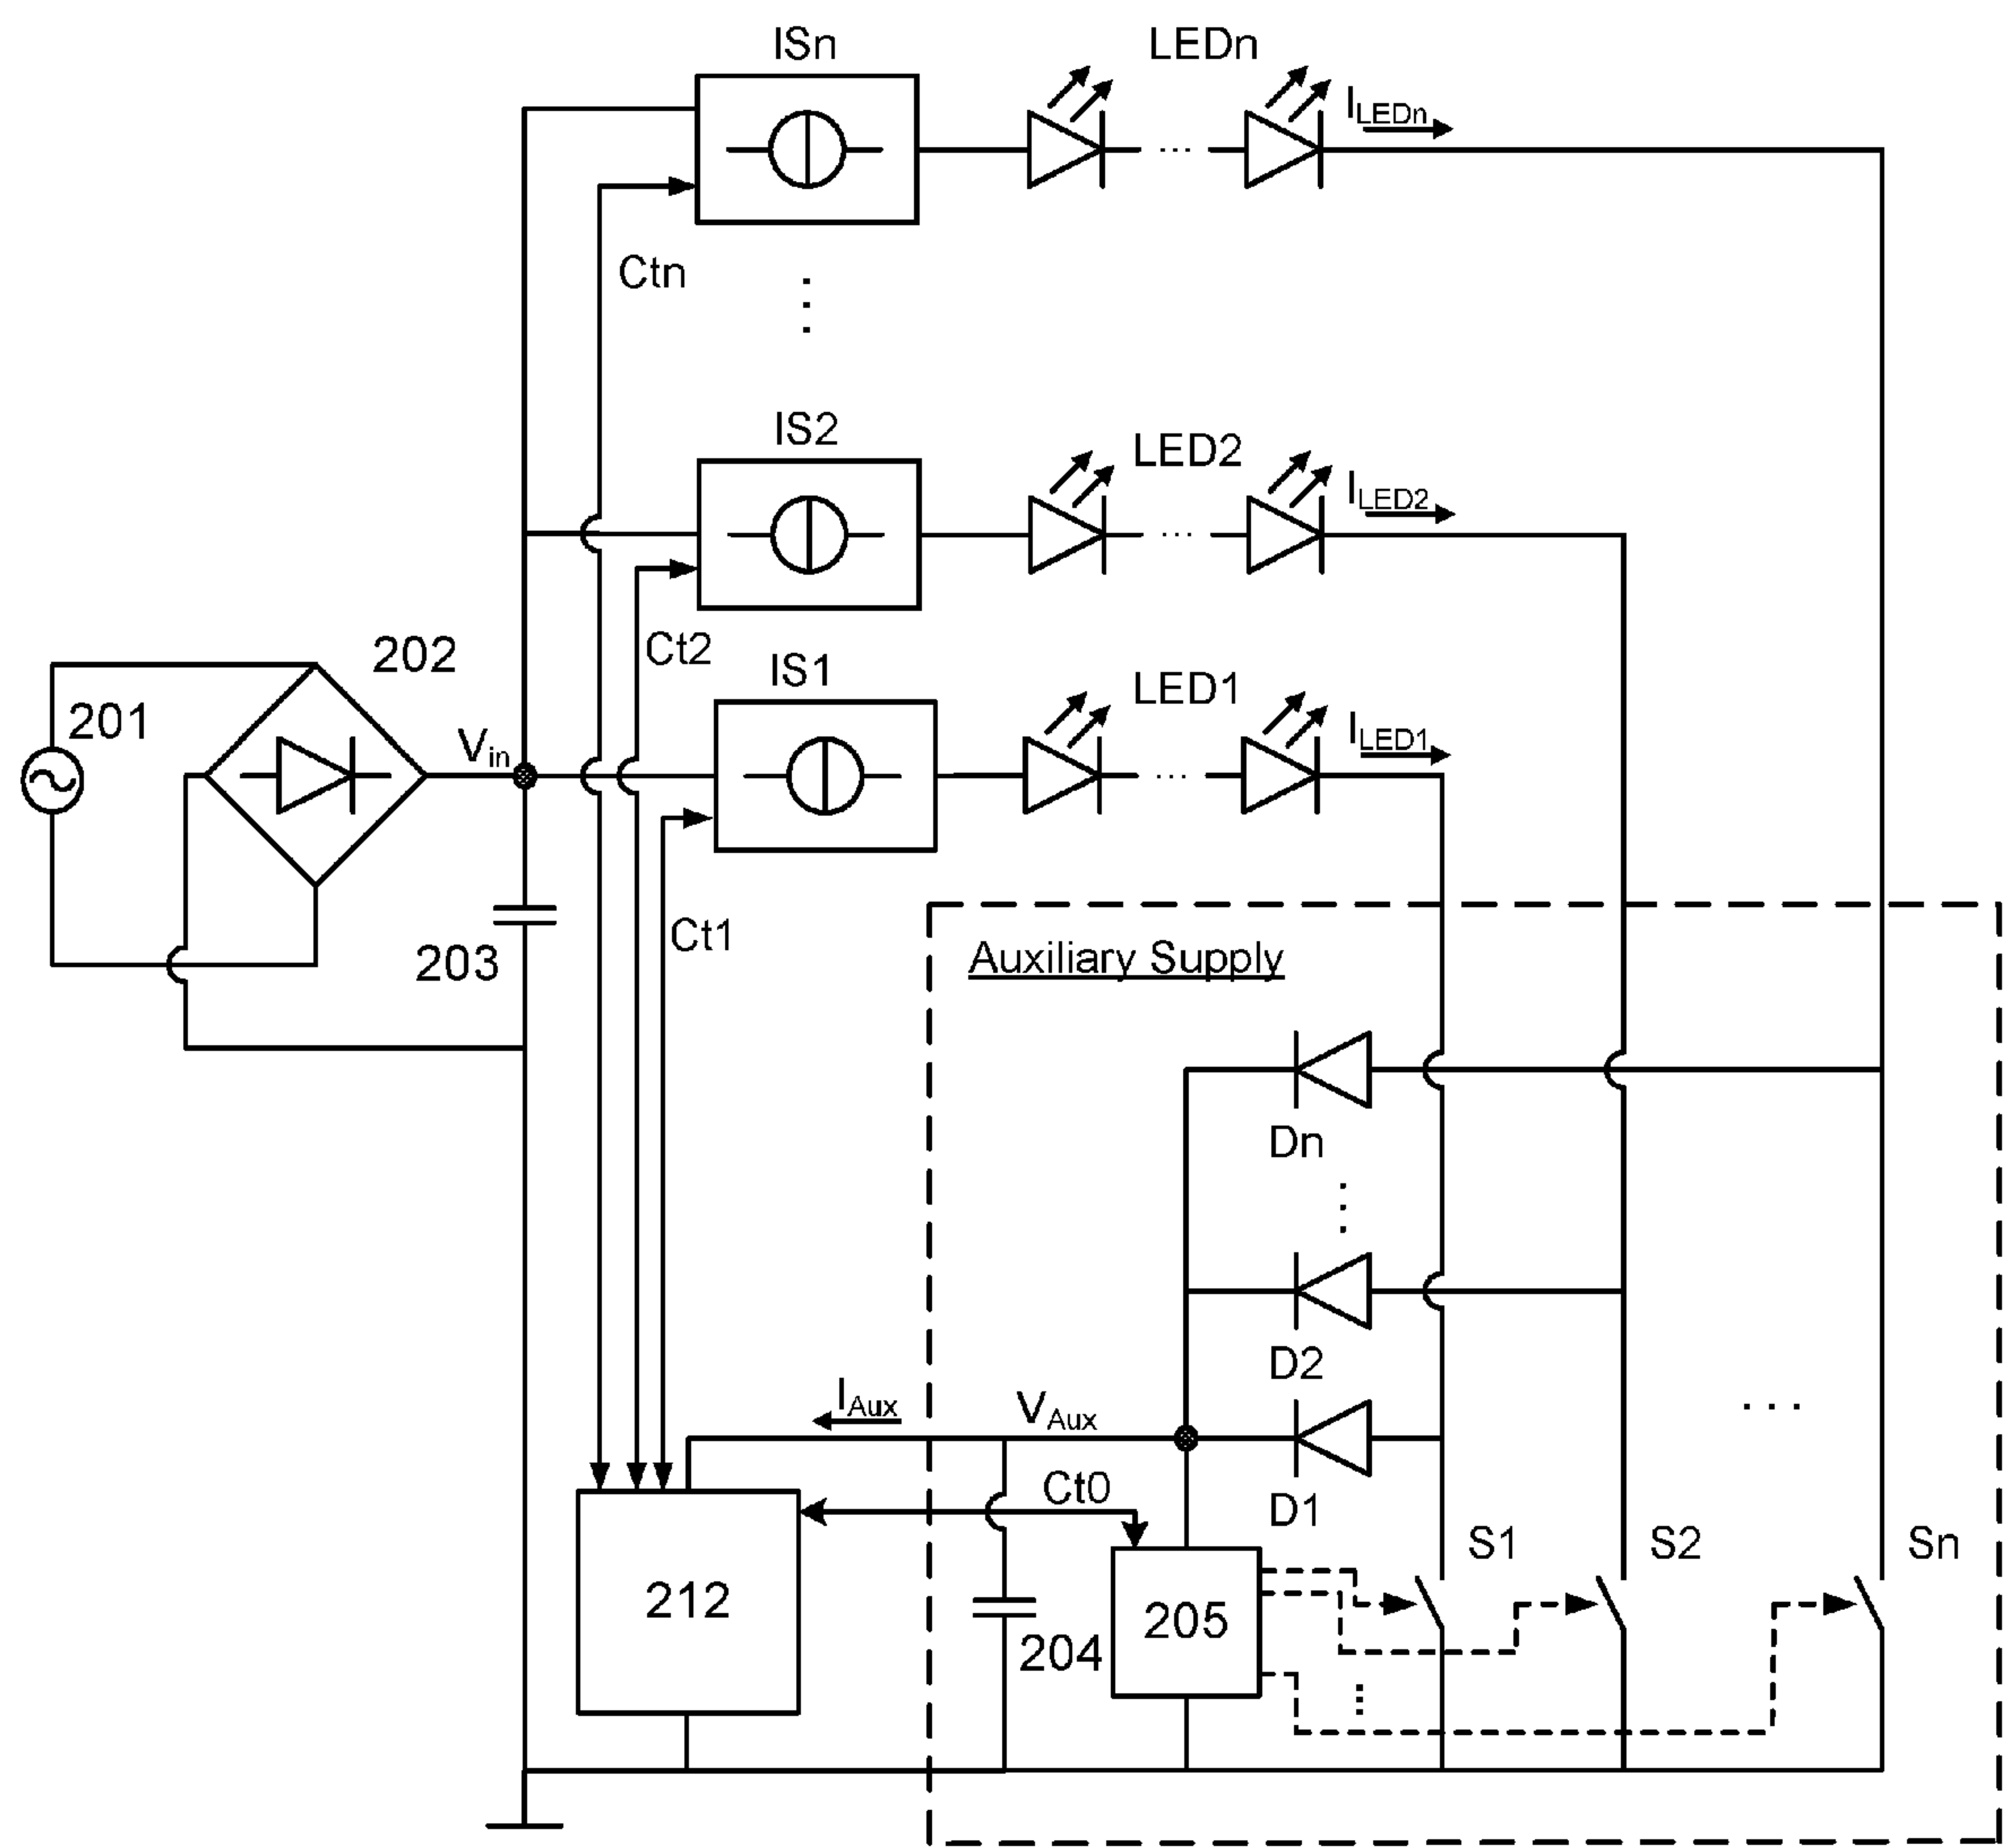 ISn
LEDn
ILEDn
Ctn
IS2
LED2
ILED2
Ct2
202
201
Vin
IS1
LED1
ILED1
203
Ct1
Auxiliary Supply
Dn
D2
IAux
VAux
Ct0
D1
S1
S2
Sn
212
205
204